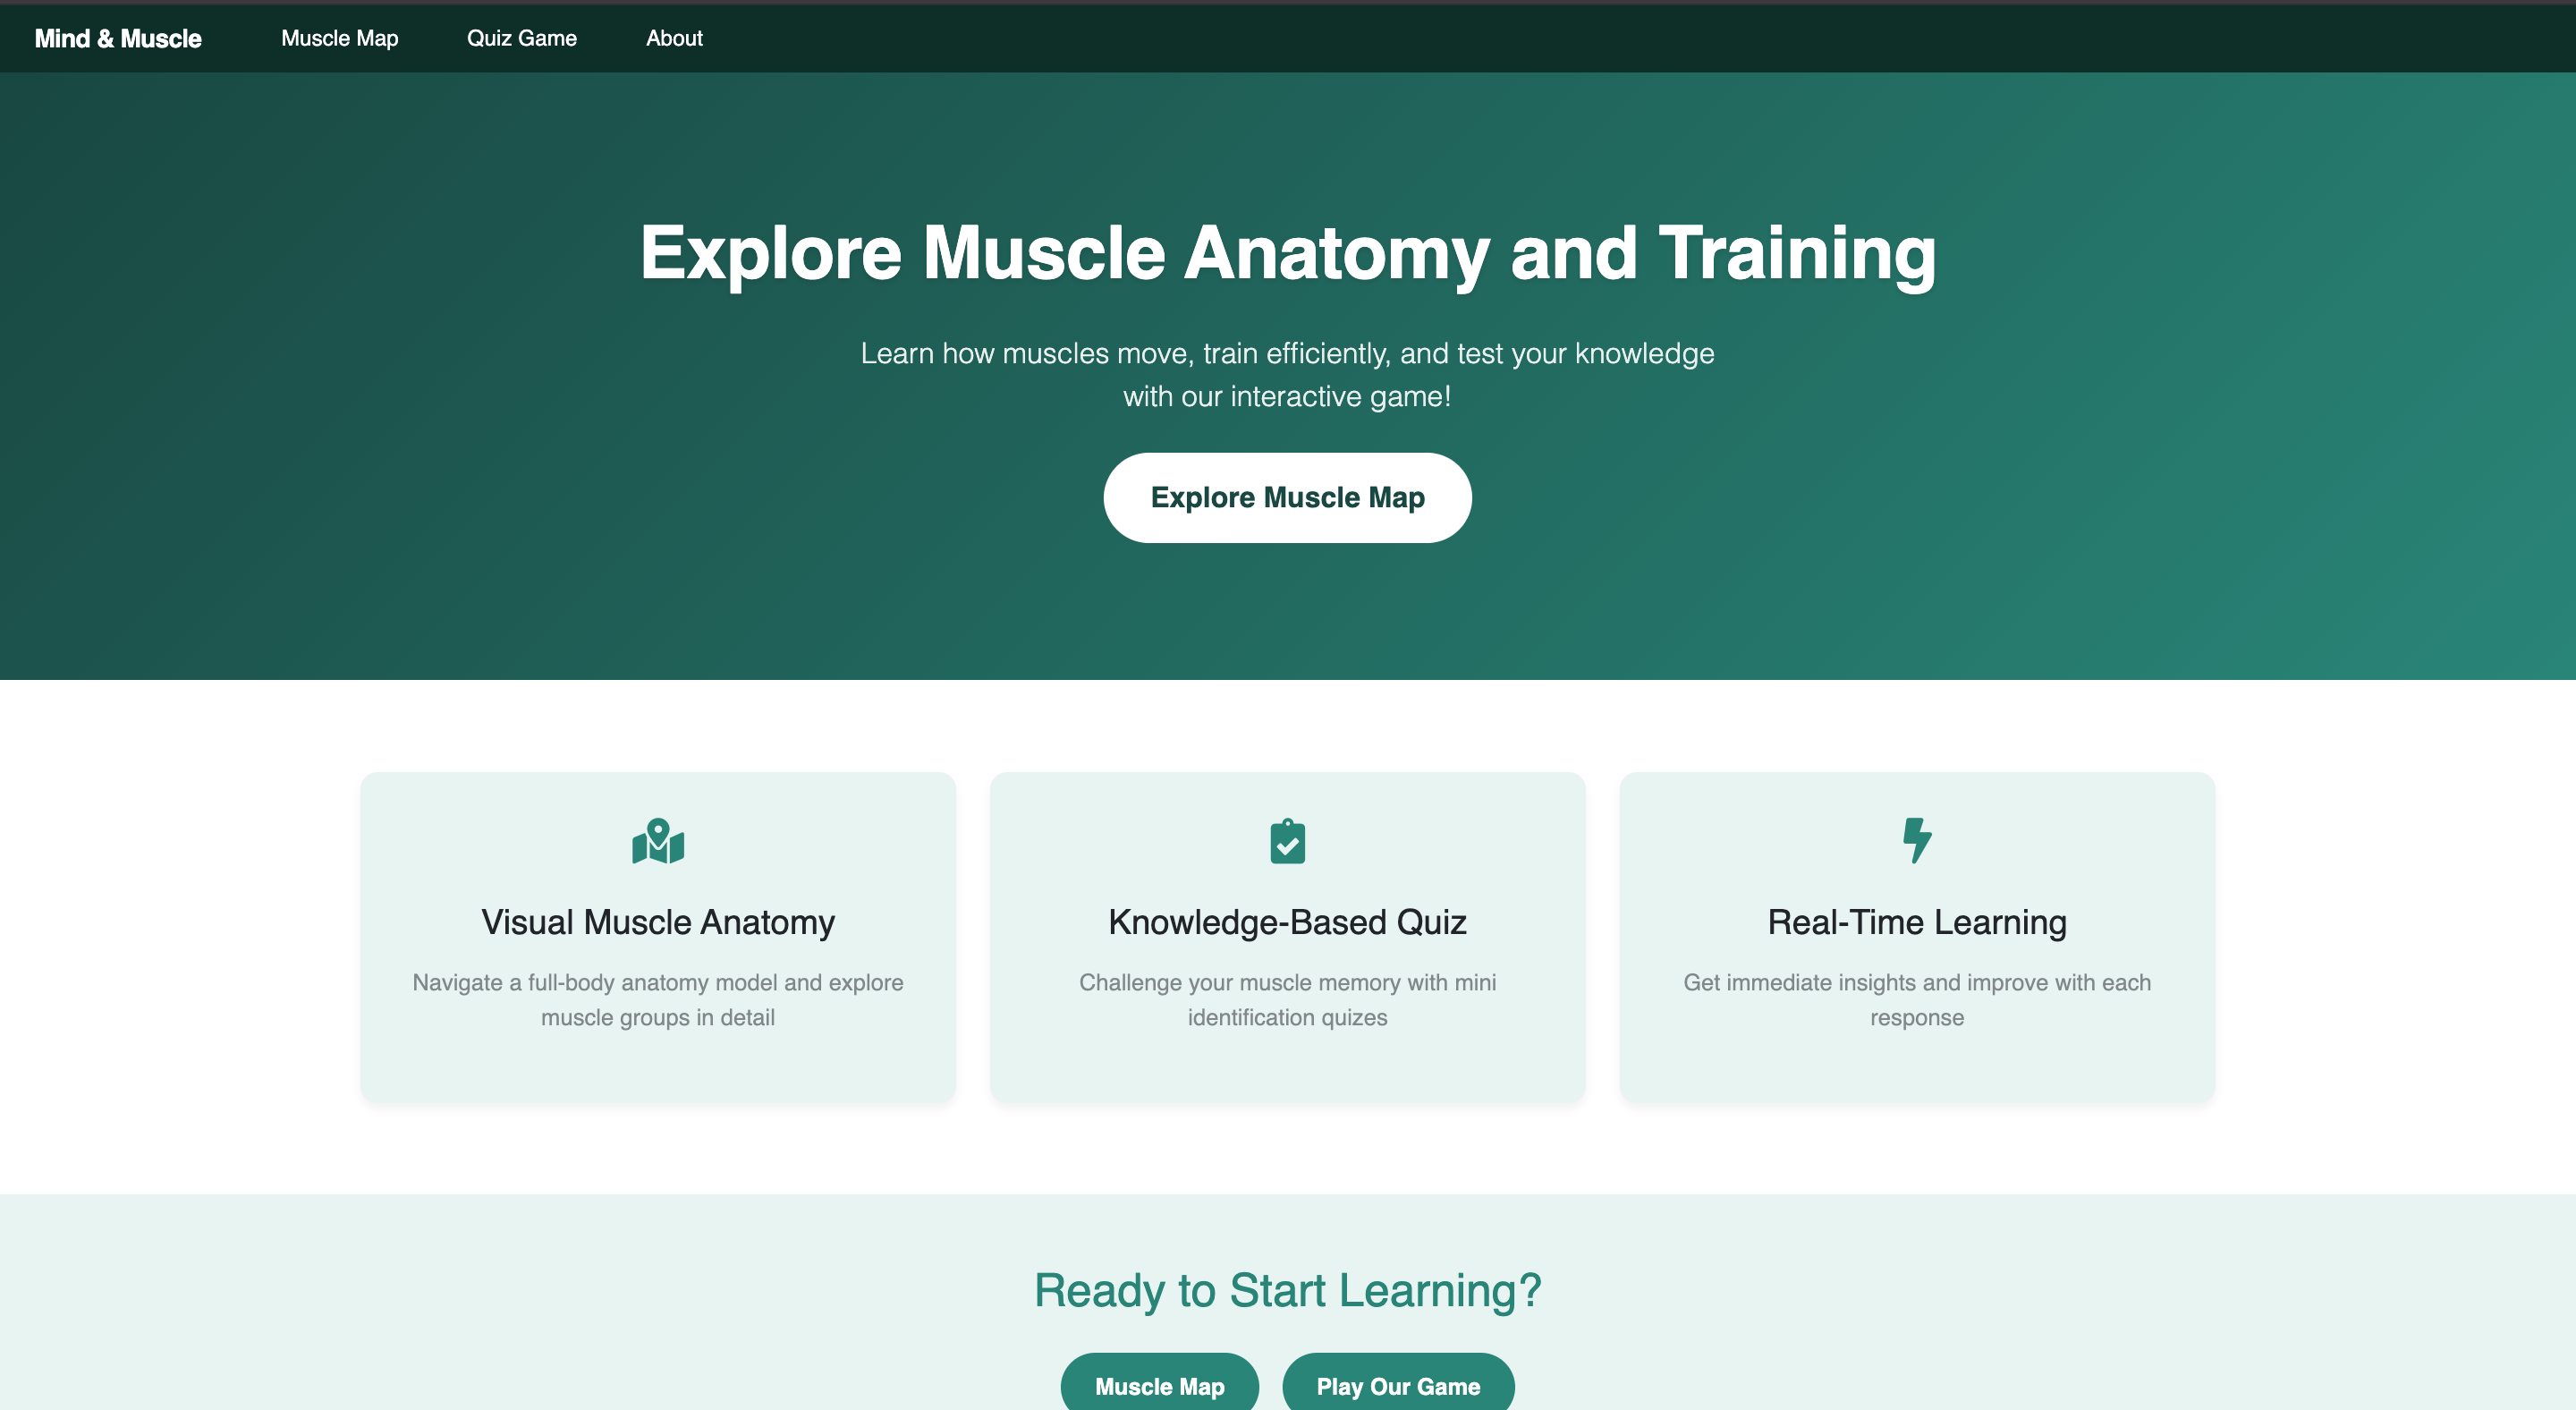 Mind & Muscle Muscle Map Quiz Game About
Explore Muscle Anatomy and Training
Learn how muscles move, train efficiently, and test your knowledge
with our interactive game!
Explore Muscle Map
Visual Muscle Anatomy
Navigate a full-body anatomy model and explore
muscle groups in detail
Knowledge-Based Quiz
Challenge your muscle memory with mini
identification quizes
Real-Time Learning
Get immediate insights and improve with each
response
Ready to Start Learning?
Muscle Map Play Our Game